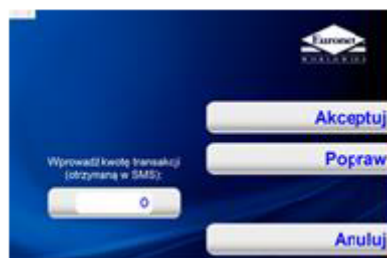 Euronet
WORLDWIDE
Akceptuj
Popraw
Wprowadź kwotę transakcji
(otrzymaną w SMS):
0
Anuluj